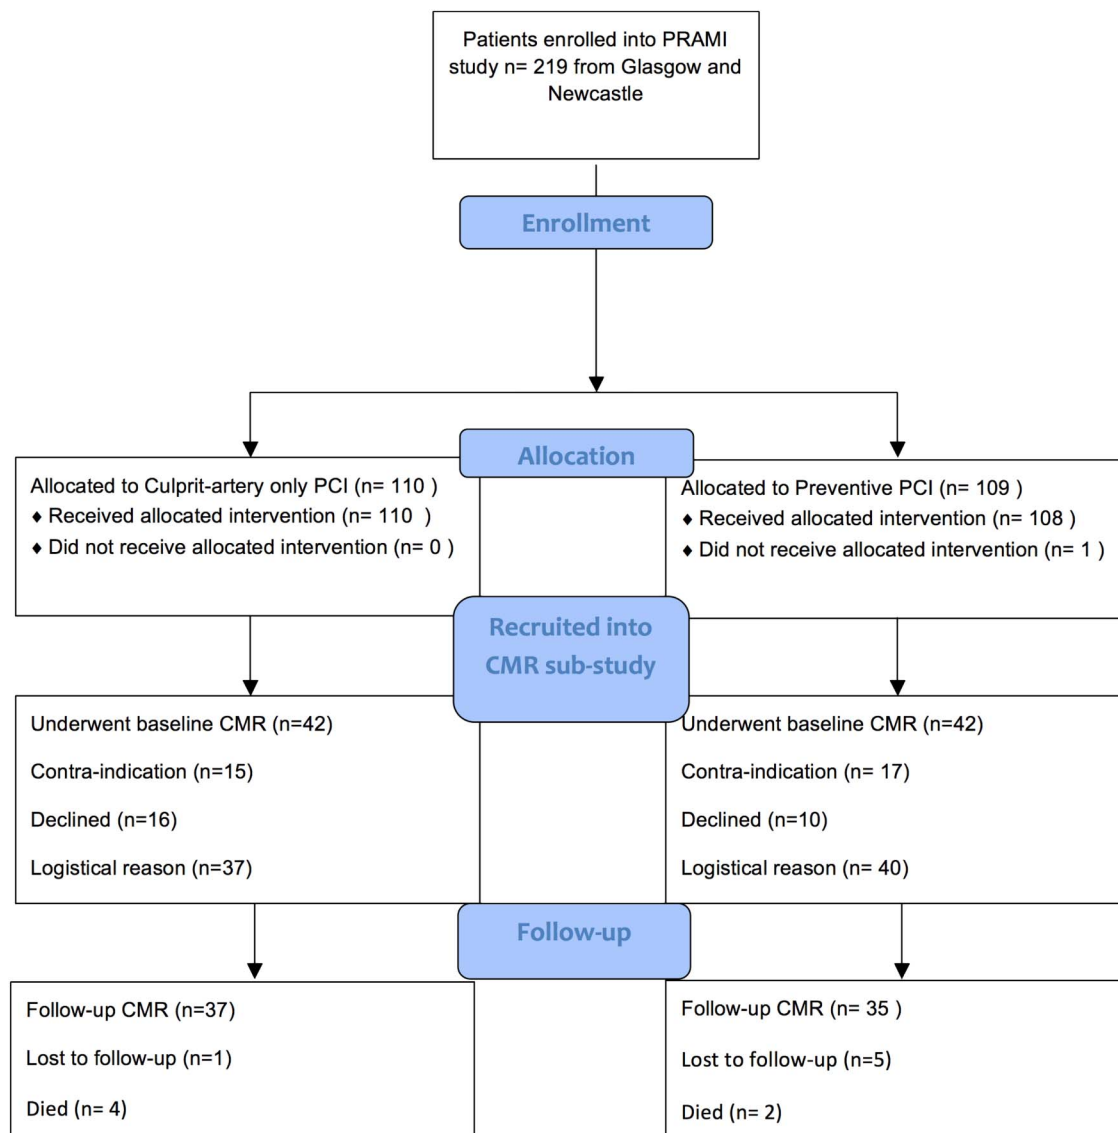 Patients enrolled into PRAMI
study n= 219 from Glasgow and
Newcastle
Enrollment
Allocation
Allocated to Culprit-artery only PCI (n= 110 )
♦ Received allocated intervention (n= 110 )
♦ Did not receive allocated intervention (n= 0 )
Allocated to Preventive PCI (n= 109 )
♦ Received allocated intervention (n= 108 )
♦ Did not receive allocated intervention (n= 1 )
Recruited into
CMR sub-study
Underwent baseline CMR (n=42)
Contra-indication (n=15)
Declined (n=16)
Logistical reason (n=37)
Underwent baseline CMR (n=42)
Contra-indication (n= 17)
Declined (n=10)
Logistical reason (n= 40)
Follow-up
Follow-up CMR (n=37)
Lost to follow-up (n=1)
Died (n= 4)
Follow-up CMR (n= 35 )
Lost to follow-up (n=5)
Died (n= 2)